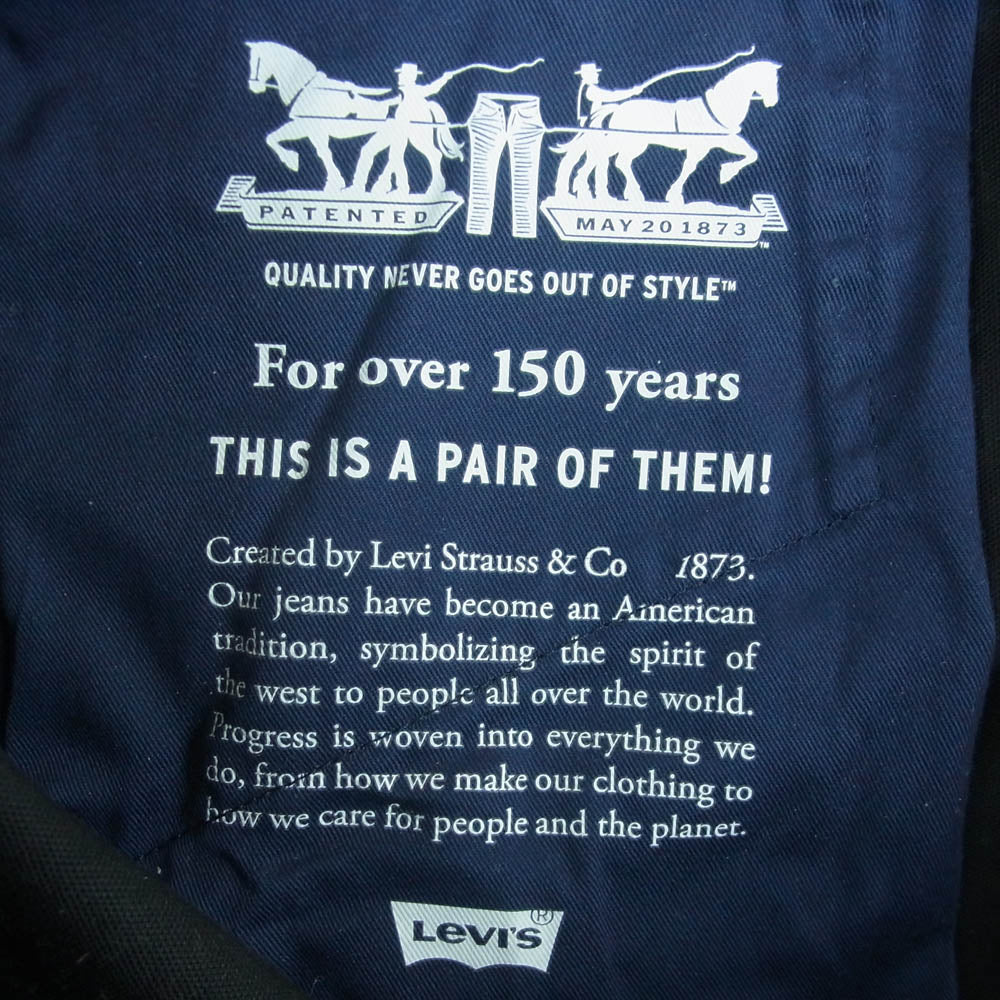 PATENTED
MAY 20 1873
™
QUALITY NEVER GOES OUT OF STYLE™
For over 150 years
THIS IS A PAIR OF THEM!
Created by Levi Strauss & Co 1873.
Our jeans have become an American
tradition, symbolizing the spirit of
the west to people all over the world.
Progress is woven into everything we
do, from how we make our clothing to
how we care for people and the planet.
LEVI'S®